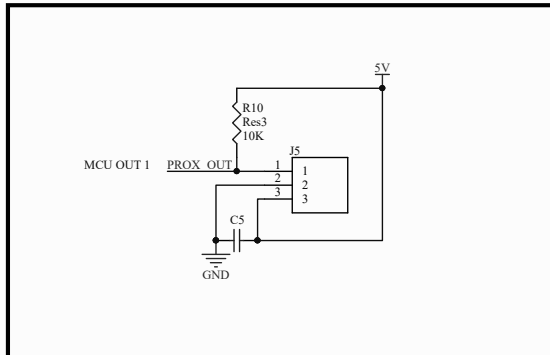 5V
R10
Res3
10K
J5
MCU OUT 1 PROX_OUT 1 1
2 2
3 3
C5
GND